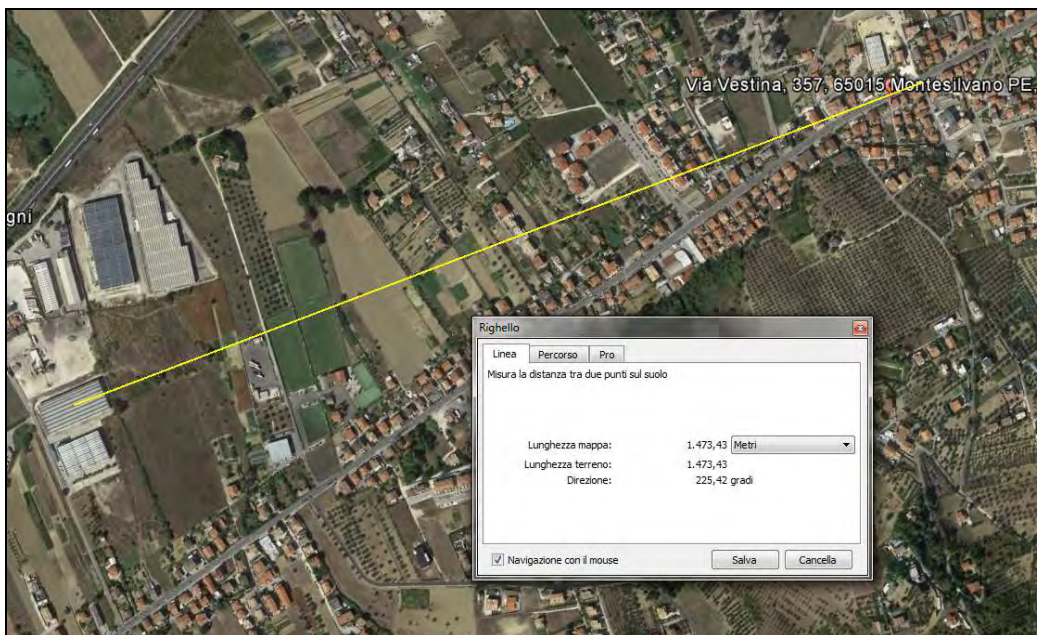 Via Vestina, 357, 65015 Montesilvano PE,
gni
Righello
Linea Percorso Pro
Misura la distanza tra due punti sul suolo
Lunghezza mappa: 1.473,43 Metri
Lunghezza terreno: 1.473,43
Direzione: 225,42 gradi
Navigazione con il mouse Salva Cancella